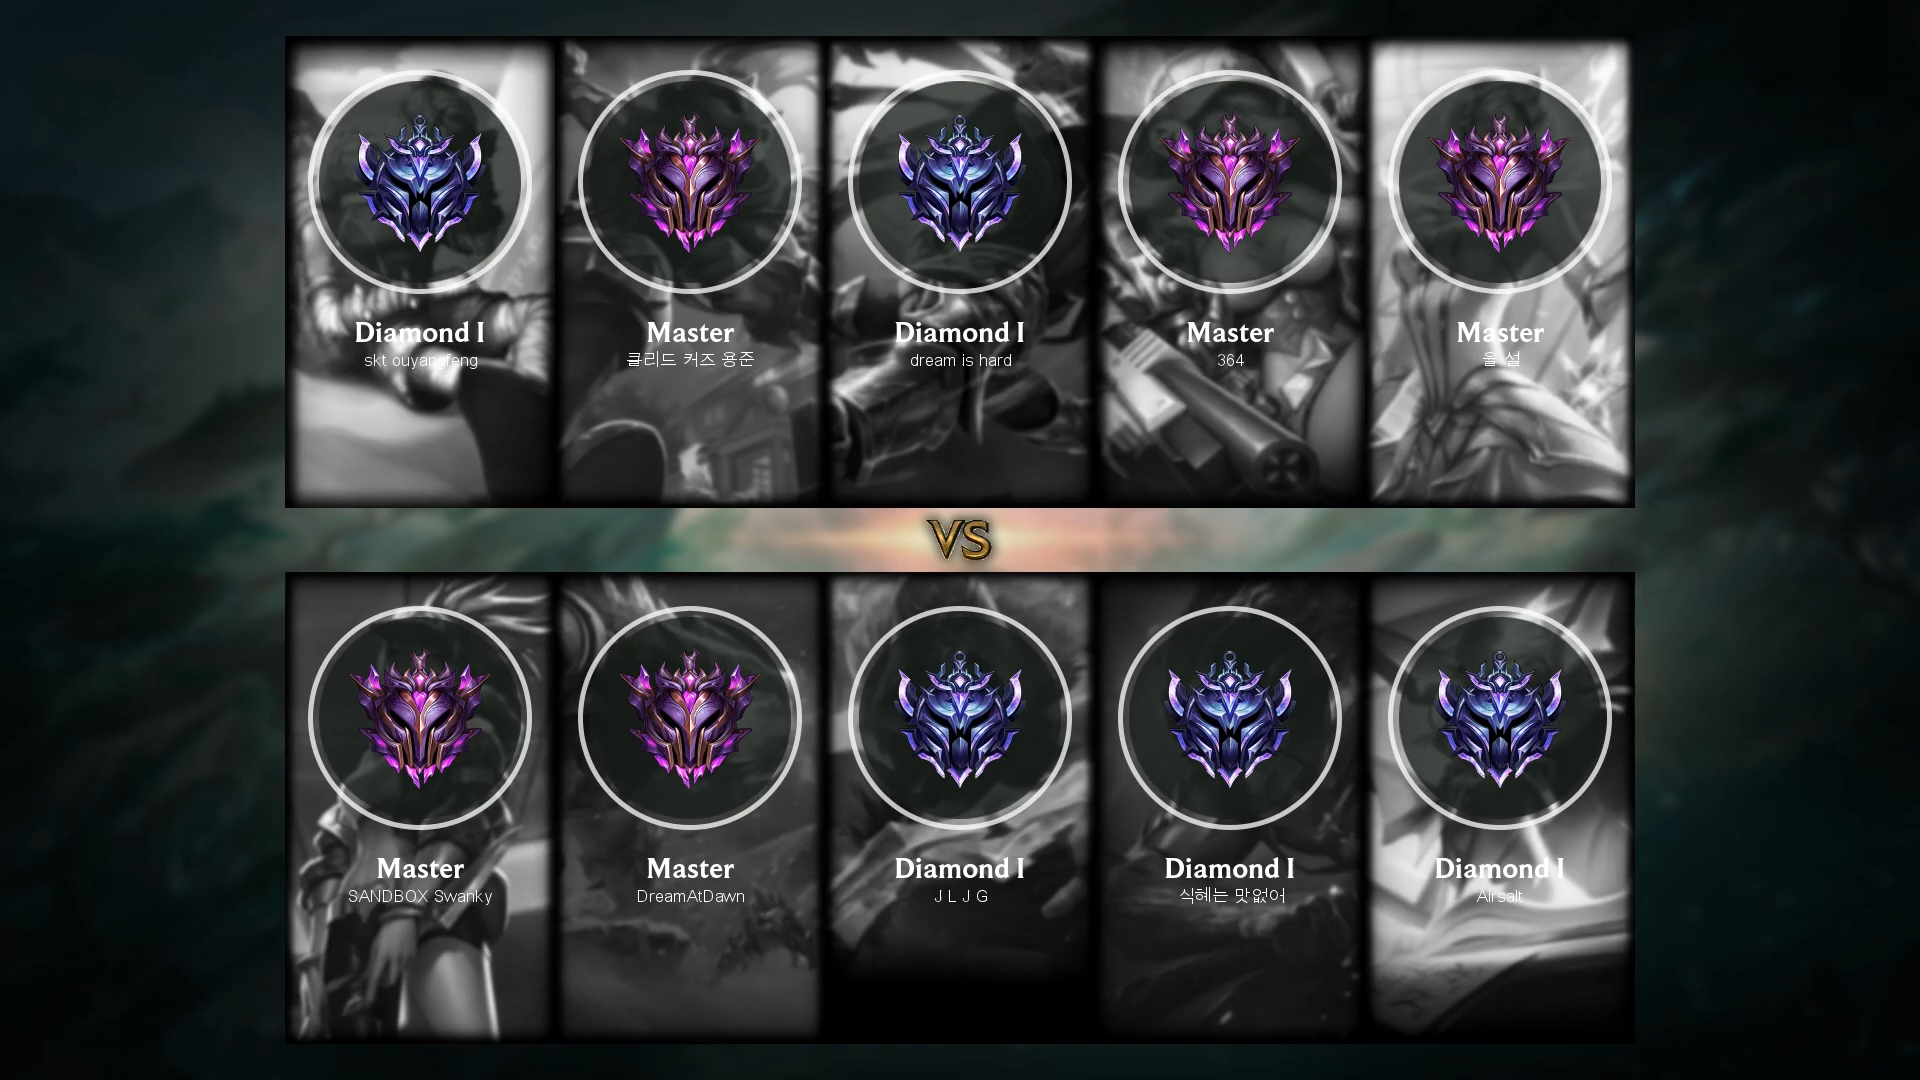 Diamond I
skt ouyangfeng
Master
클리드 커즈 용준
Diamond I
dream is hard
Master
364
Master
율 설
VS
Master
SANDBOX Swanky
Master
DreamAtDawn
Diamond I
J L J G
Diamond I
식혜는 맛없어
Diamond I
Airsalt